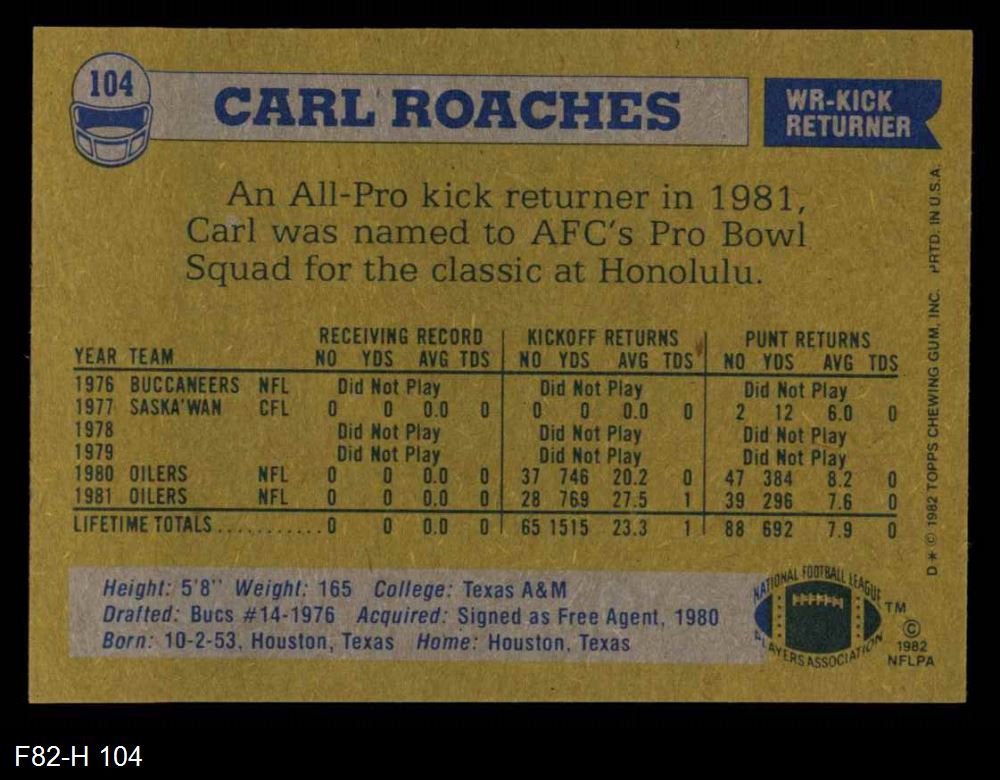 104
CARL ROACHES
WR-KICK
RETURNER
An All-Pro kick returner in 1981,
Carl was named to AFC's Pro Bowl
Squad for the classic at Honolulu.
RECEIVING RECORD KICKOFF RETURNS PUNT RETURNS
YEAR TEAM NO YDS AVG TDS NO YDS AVG TDS NO YDS AVG TDS
1976 BUCCANEERS NFL Did Not Play Did Not Play Did Not Play
1977 SASKA'WAN CFL 0 0 0.0 0 0 0 0.0 0 2 12 6.0 0
1978 Did Not Play Did Not Play Did Not Play
1979 Did Not Play Did Not Play Did Not Play
1980 OILERS NFL 0 0 0.0 0 37 746 20.2 0 47 384 8.2 0
1981 OILERS NFL 0 0 0.0 0 28 769 27.5 1 39 296 7.6 0
LIFETIME TOTALS............0 0 0.0 0 65 1515 23.3 1 88 692 7.9 0
Height: 5'8" Weight: 165 College: Texas A&M
Drafted: Bucs #14-1976 Acquired: Signed as Free Agent, 1980
Born: 10-2-53, Houston, Texas Home: Houston, Texas
NATIONAL FOOTBALL LEAGUE
PLAYERS ASSOCIATION
TM
©
1982
NFLPA
D * © 1982 TOPPS CHEWING GUM, INC. PRTD. IN U.S.A.
F82-H 104